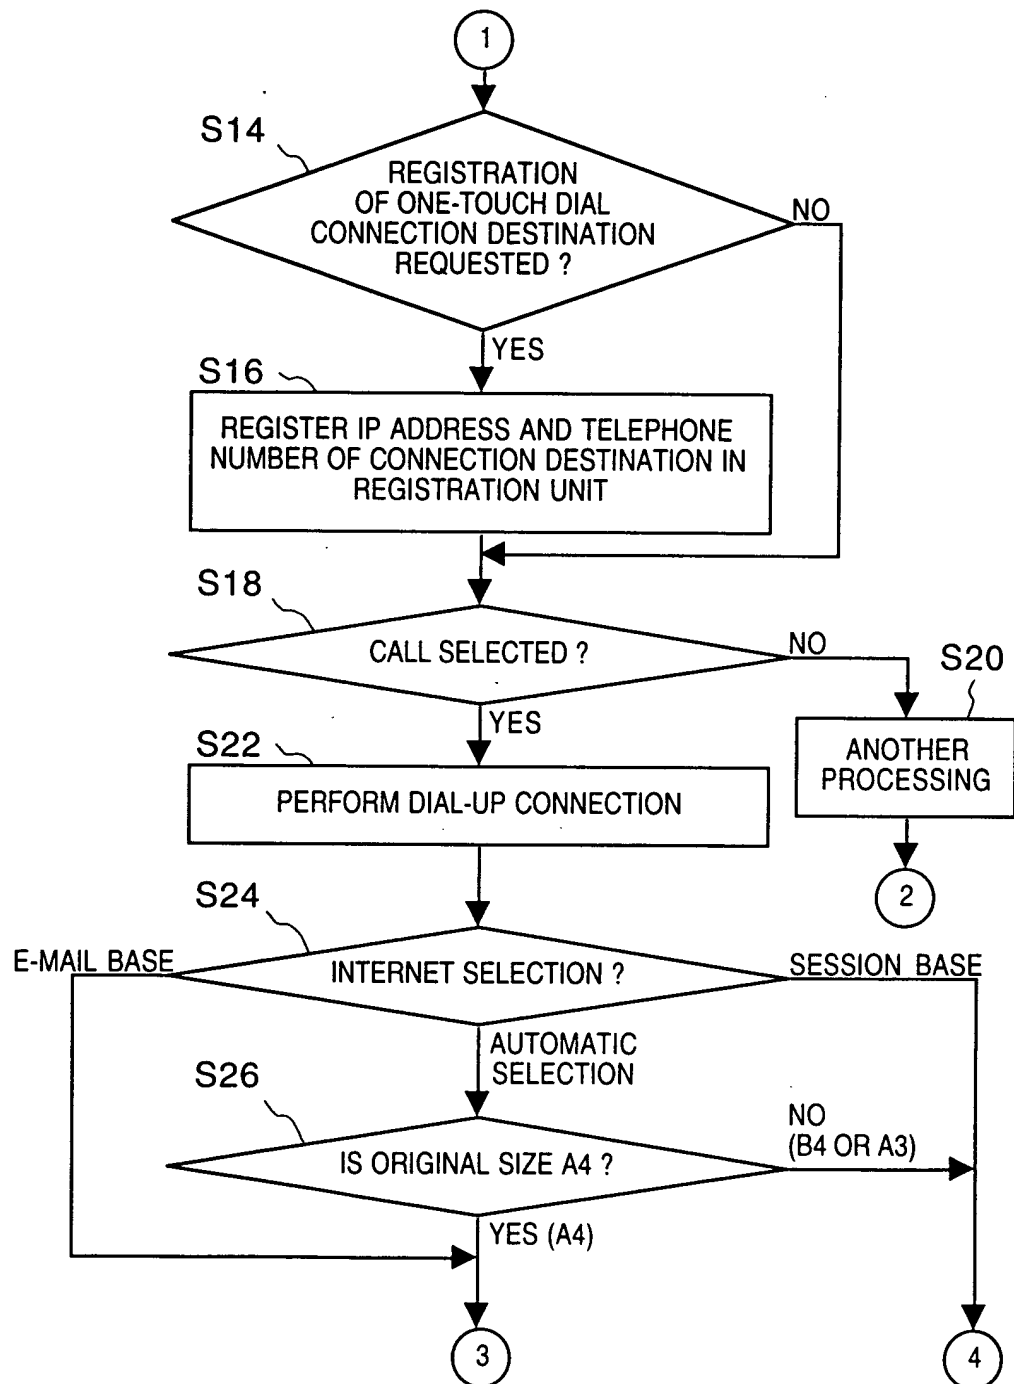 1
S14
REGISTRATION
OF ONE-TOUCH DIAL
CONNECTION DESTINATION
REQUESTED ?
NO
YES
S16
REGISTER IP ADDRESS AND TELEPHONE
NUMBER OF CONNECTION DESTINATION IN
REGISTRATION UNIT
S18
CALL SELECTED ?
NO
S20
YES
ANOTHER
PROCESSING
S22
PERFORM DIAL-UP CONNECTION
2
S24
E-MAIL BASE
INTERNET SELECTION ?
SESSION BASE
AUTOMATIC
SELECTION
S26
IS ORIGINAL SIZE A4 ?
NO
(B4 OR A3)
YES (A4)
3
4